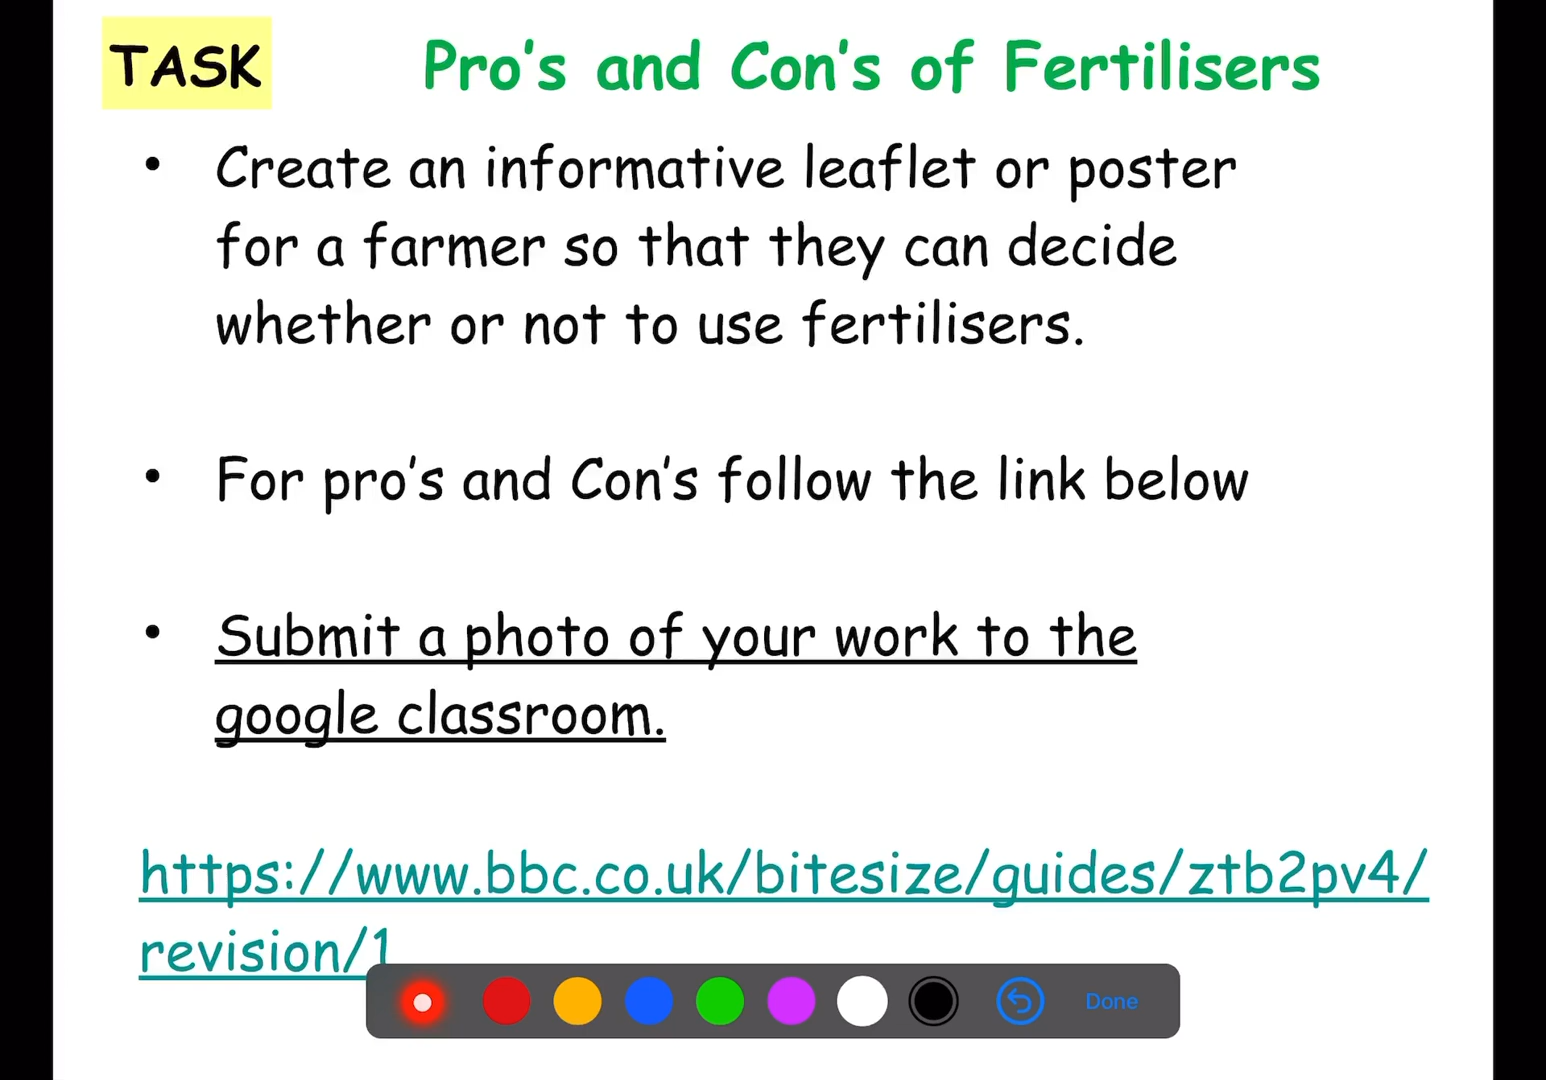 TASK
Pro's and Con's of Fertilisers
• Create an informative leaflet or poster
for a farmer so that they can decide
whether or not to use fertilisers.
• For pro's and Con's follow the link below
• Submit a photo of your work to the
google classroom.
https://www.bbc.co.uk/bitesize/guides/ztb2pv4/
revision/1
Done